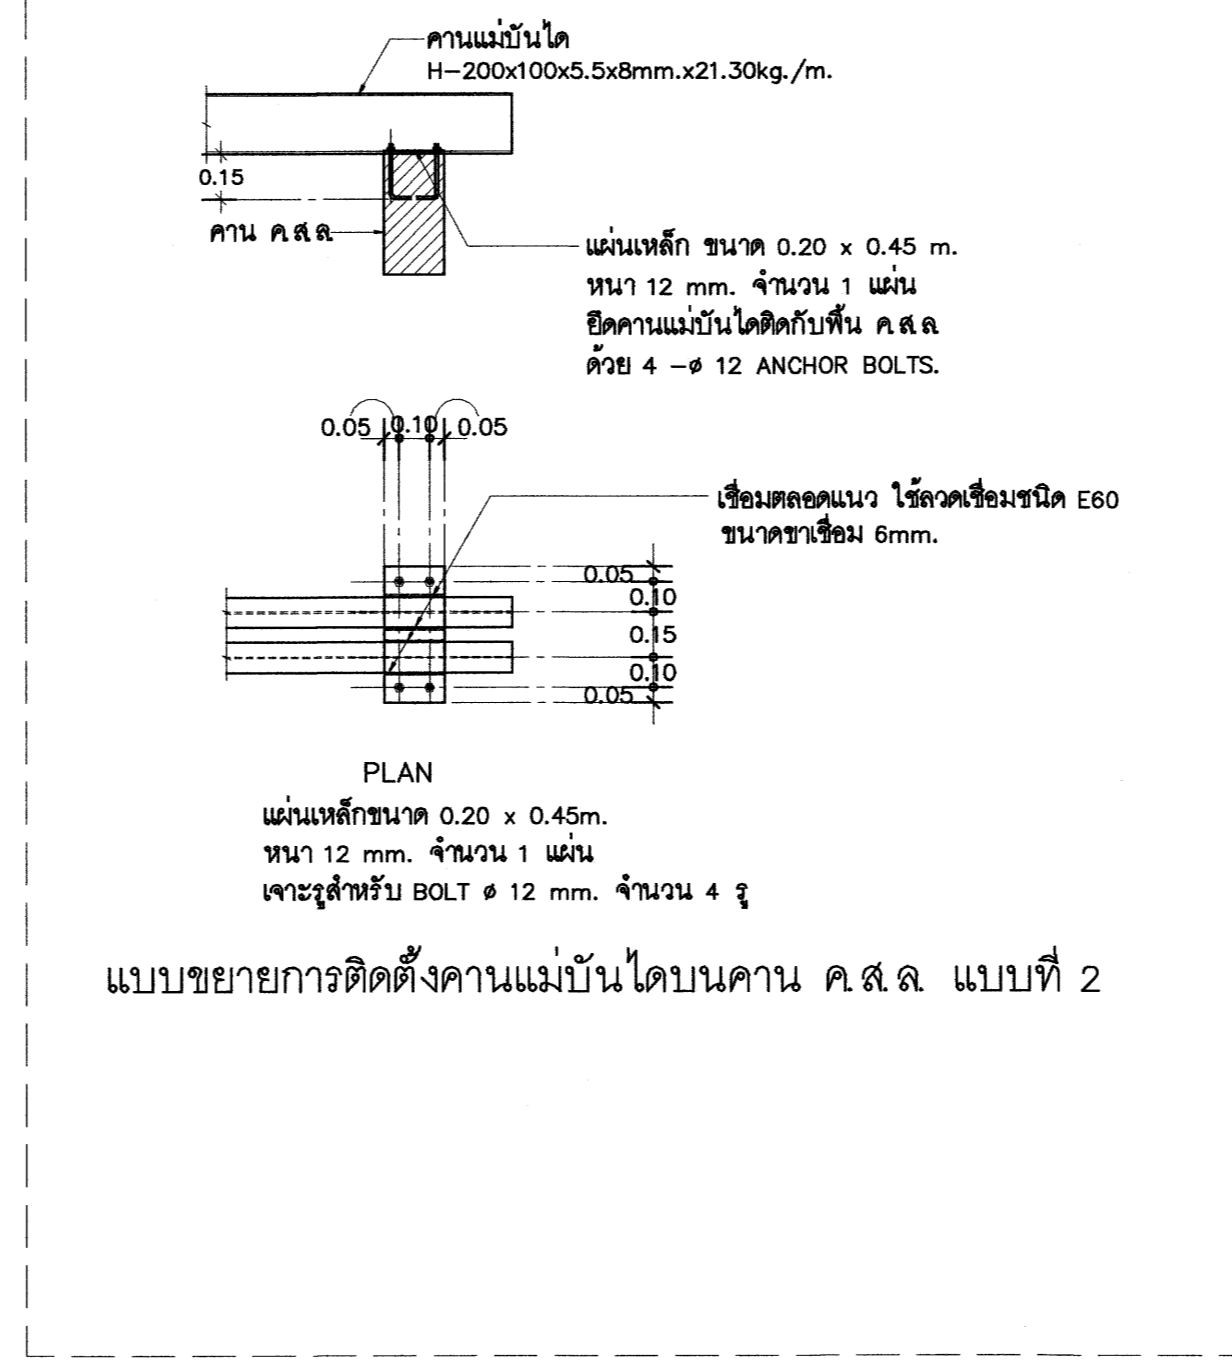 คานแม่บันได
H-200x100x5.5x8mm.x21.30kg./m.
0.15
คาน ค.ส.ล.
แผ่นเหล็ก ขนาด 0.20 x 0.45 m.
หนา 12 mm. จำนวน 1 แผ่น
ยึดคานแม่บันไดติดกับพื้น ค.ส.ล.
ด้วย 4 -ø 12 ANCHOR BOLTS.
0.05 0.10 0.05
เชื่อมตลอดแนว ใช้ลวดเชื่อมชนิด E60
ขนาดขาเชื่อม 6mm.
0.05
0.10
0.15
0.10
0.05
PLAN
แผ่นเหล็กขนาด 0.20 x 0.45m.
หนา 12 mm. จำนวน 1 แผ่น
เจาะรูสำหรับ BOLT ø 12 mm. จำนวน 4 รู
แบบขยายการติดตั้งคานแม่บันไดบนคาน ค.ส.ล. แบบที่ 2